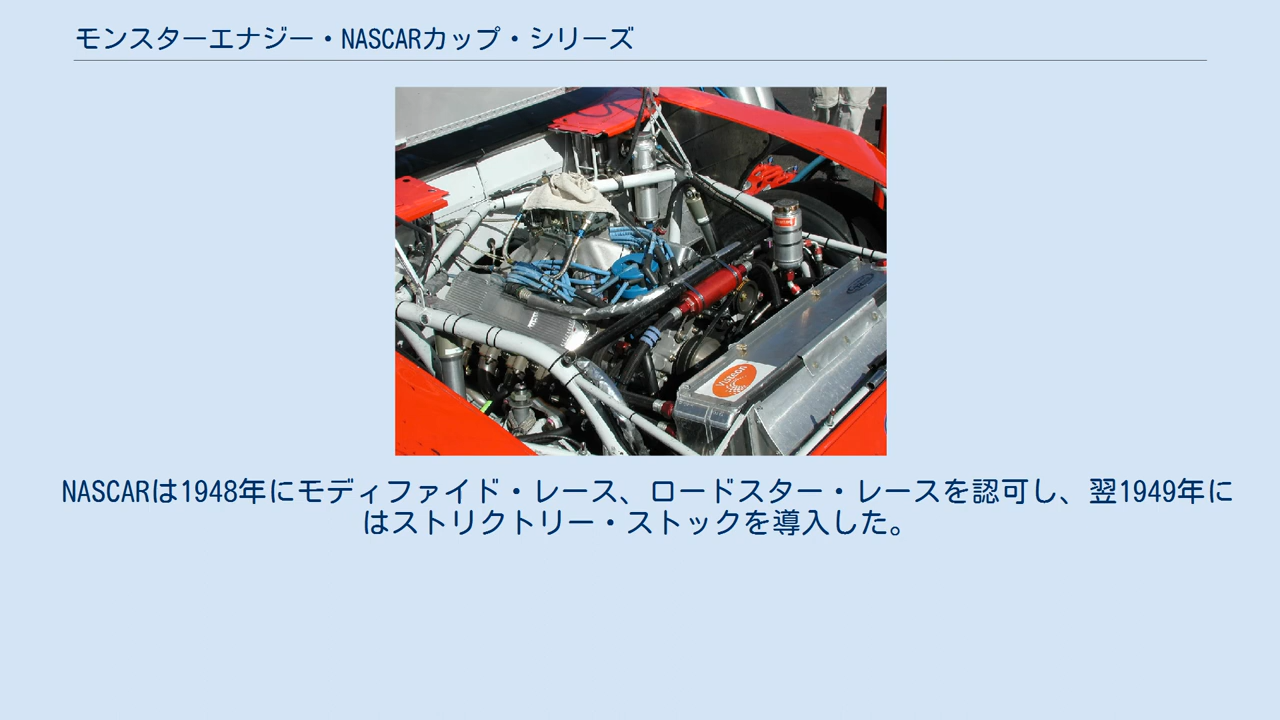 モンスターエナジー・NASCARカップ・シリーズ
NASCARは1948年にモディファイド・レース、ロードスター・レースを認可し、翌1949年に
はストリクトリー・ストックを導入した。